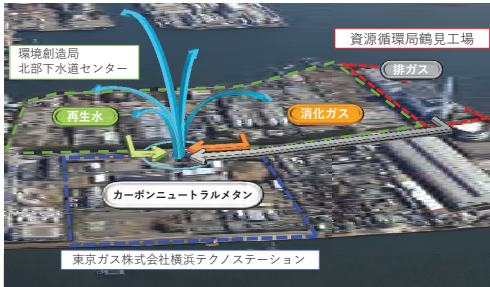 環境創造局
北部下水道センター
資源循環局鶴見工場
排ガス
再生水
消化ガス
カーボンニュートラルメタン
東京ガス株式会社横浜テクノステーション